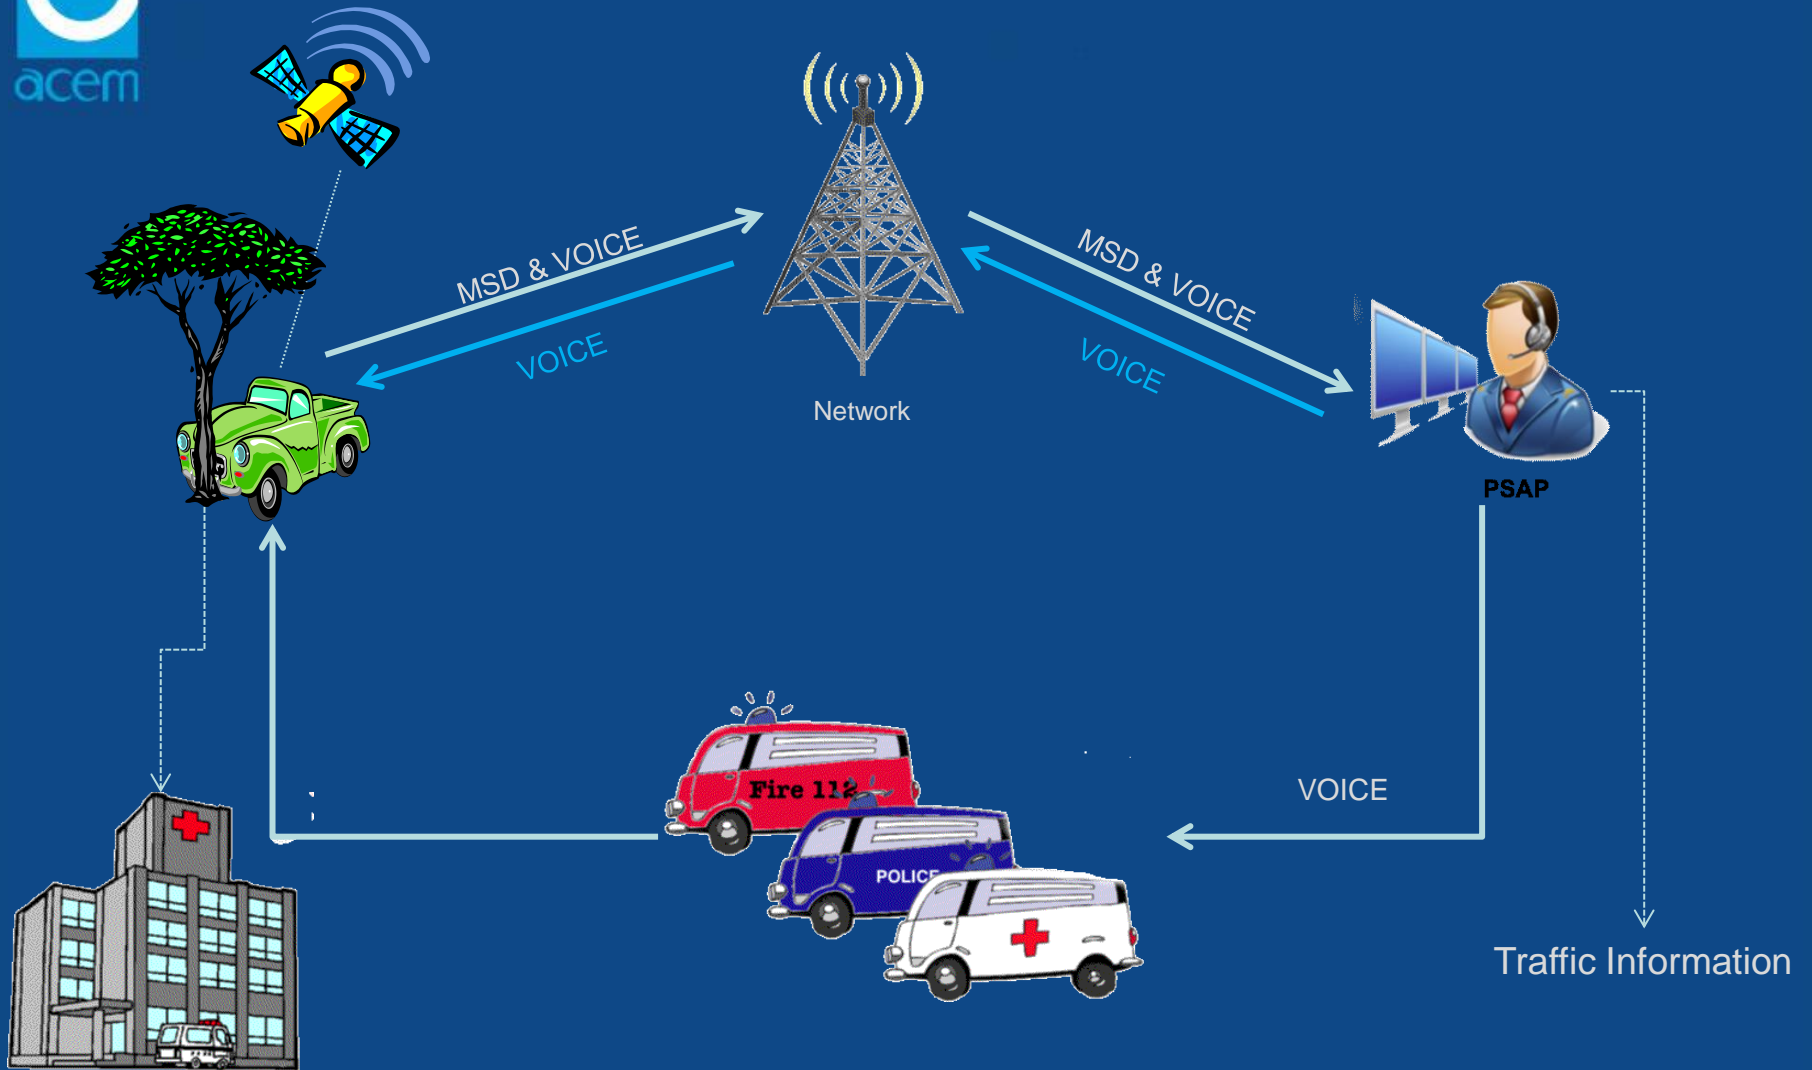 acem
MSD & VOICE
VOICE
Network
MSD & VOICE
VOICE
PSAP
Fire 112
POLICE
VOICE
Traffic Information